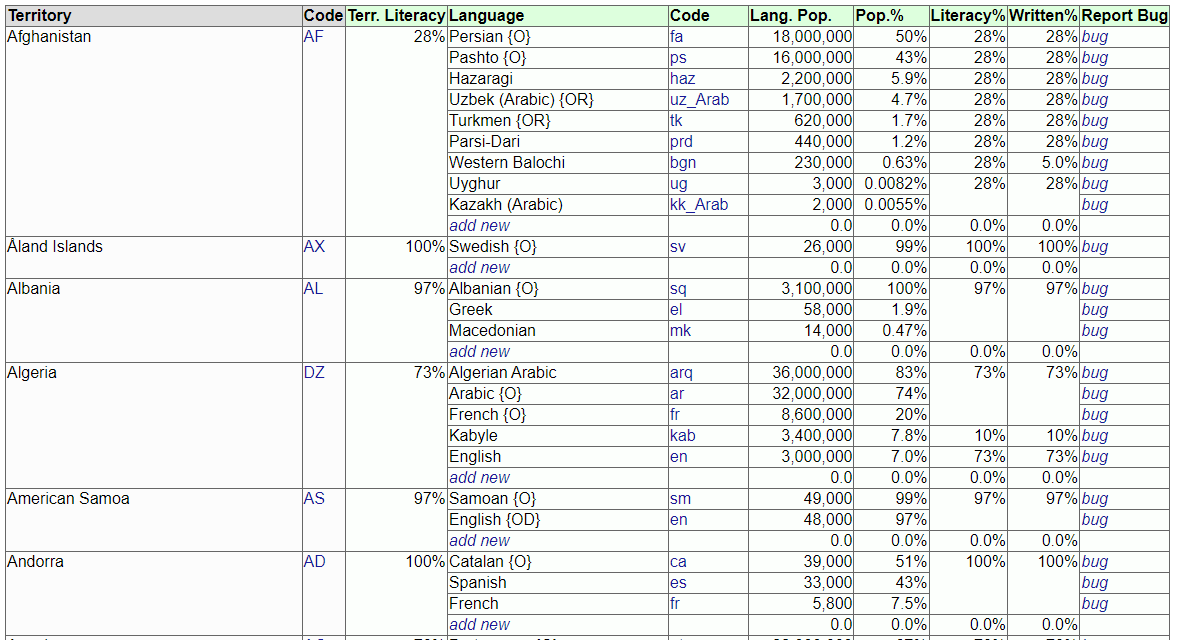 Territory Code Terr. Literacy Language Code Lang. Pop. Pop.% Literacy% Written% Report Bug
Afghanistan AF 28% Persian {O} fa 18,000,000 50% 28% 28% bug
Pashto {O} ps 16,000,000 43% 28% 28% bug
Hazaragi haz 2,200,000 5.9% 28% 28% bug
Uzbek (Arabic) {OR} uz_Arab 1,700,000 4.7% 28% 28% bug
Turkmen {OR} tk 620,000 1.7% 28% 28% bug
Parsi-Dari prd 440,000 1.2% 28% 28% bug
Western Balochi bgn 230,000 0.63% 28% 5.0% bug
Uyghur ug 3,000 0.0082% 28% 28% bug
Kazakh (Arabic) kk_Arab 2,000 0.0055% bug
add new 0.0 0.0% 0.0% 0.0%
Åland Islands AX 100% Swedish {O} sv 26,000 99% 100% 100% bug
add new 0.0 0.0% 0.0% 0.0%
Albania AL 97% Albanian {O} sq 3,100,000 100% 97% 97% bug
Greek el 58,000 1.9% bug
Macedonian mk 14,000 0.47% bug
add new 0.0 0.0% 0.0% 0.0%
Algeria DZ 73% Algerian Arabic arq 36,000,000 83% 73% 73% bug
Arabic {O} ar 32,000,000 74% bug
French {O} fr 8,600,000 20% bug
Kabyle kab 3,400,000 7.8% 10% 10% bug
English en 3,000,000 7.0% 73% 73% bug
add new 0.0 0.0% 0.0% 0.0%
American Samoa AS 97% Samoan {O} sm 49,000 99% 97% 97% bug
English {OD} en 48,000 97% bug
add new 0.0 0.0% 0.0% 0.0%
Andorra AD 100% Catalan {O} ca 39,000 51% 100% 100% bug
Spanish es 33,000 43% bug
French fr 5,800 7.5% bug
add new 0.0 0.0% 0.0% 0.0%